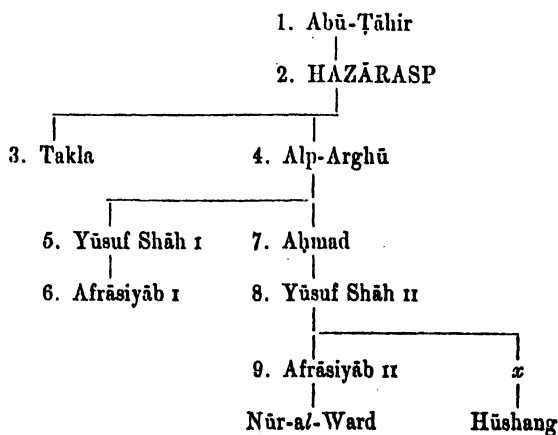 1. Abū-Ṭāhir
2. HAZĀRASP
3. Takla 4. Alp-Arghū
5. Yūsuf Shāh I 7. Aḥmad
6. Afrāsiyāb I 8. Yūsuf Shāh II
9. Afrāsiyāb II x
Nūr-al-Ward Hūshang